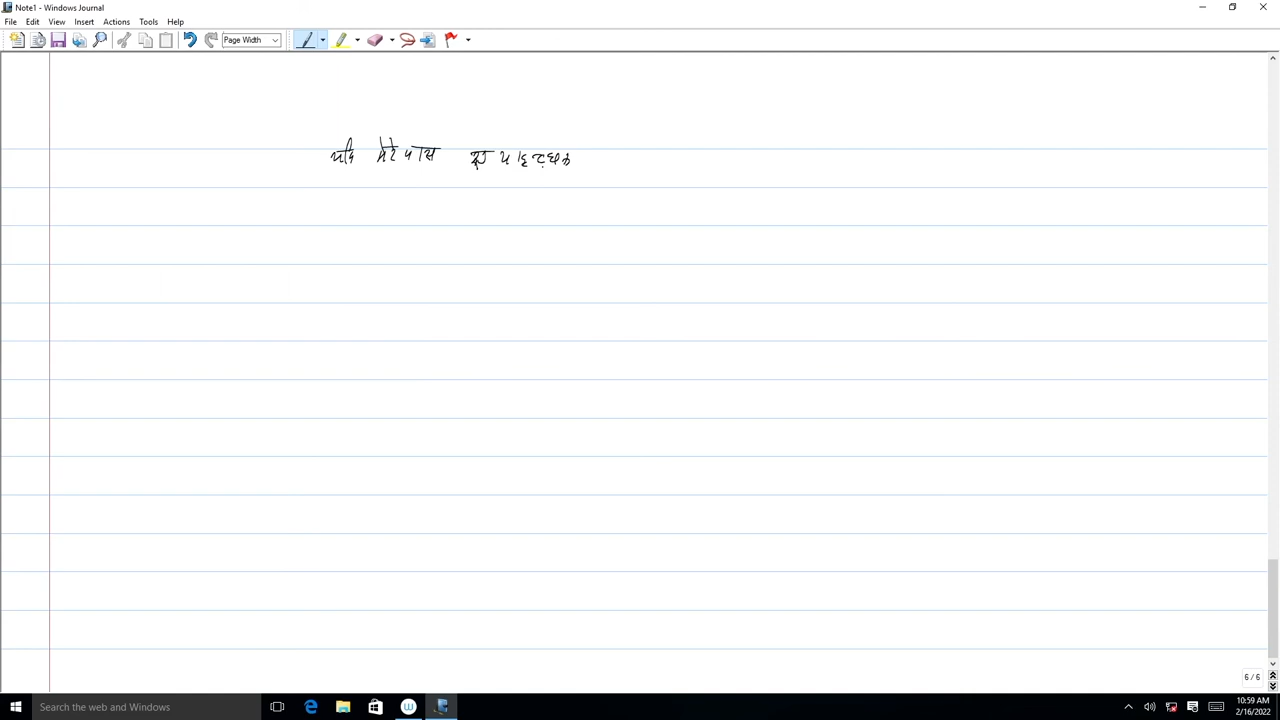 Note1 - Windows Journal
File Edit View Insert Actions Tools Help
Page Width
यदि मेरे पास
6 / 6
Search the web and Windows
10:59 AM
2/16/2022